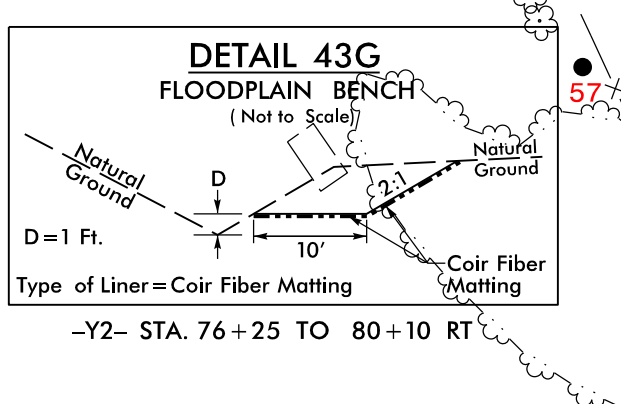 DETAIL 43G
FLOODPLAIN BENCH
( Not to Scale)
57
Natural
Ground
Natural
Ground
D
2:1
D=1 Ft.
10'
Coir Fiber
Matting
Type of Liner=Coir Fiber Matting
-Y2- STA. 76+25 TO 80+10 RT